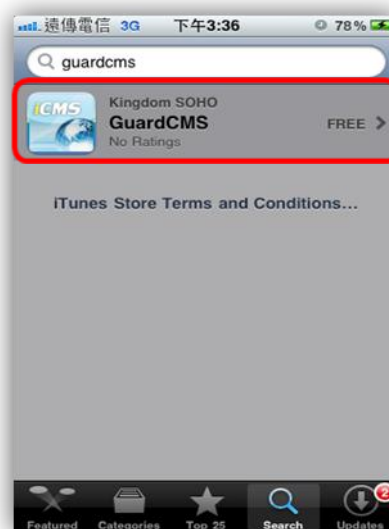 遠傳電信 3G 下午3:36 78%
guardcms
iCMS
Kingdom SOHO
GuardCMS
FREE
No Ratings
iTunes Store Terms and Conditions...
2
Featured Categories Top 25 Search Updates